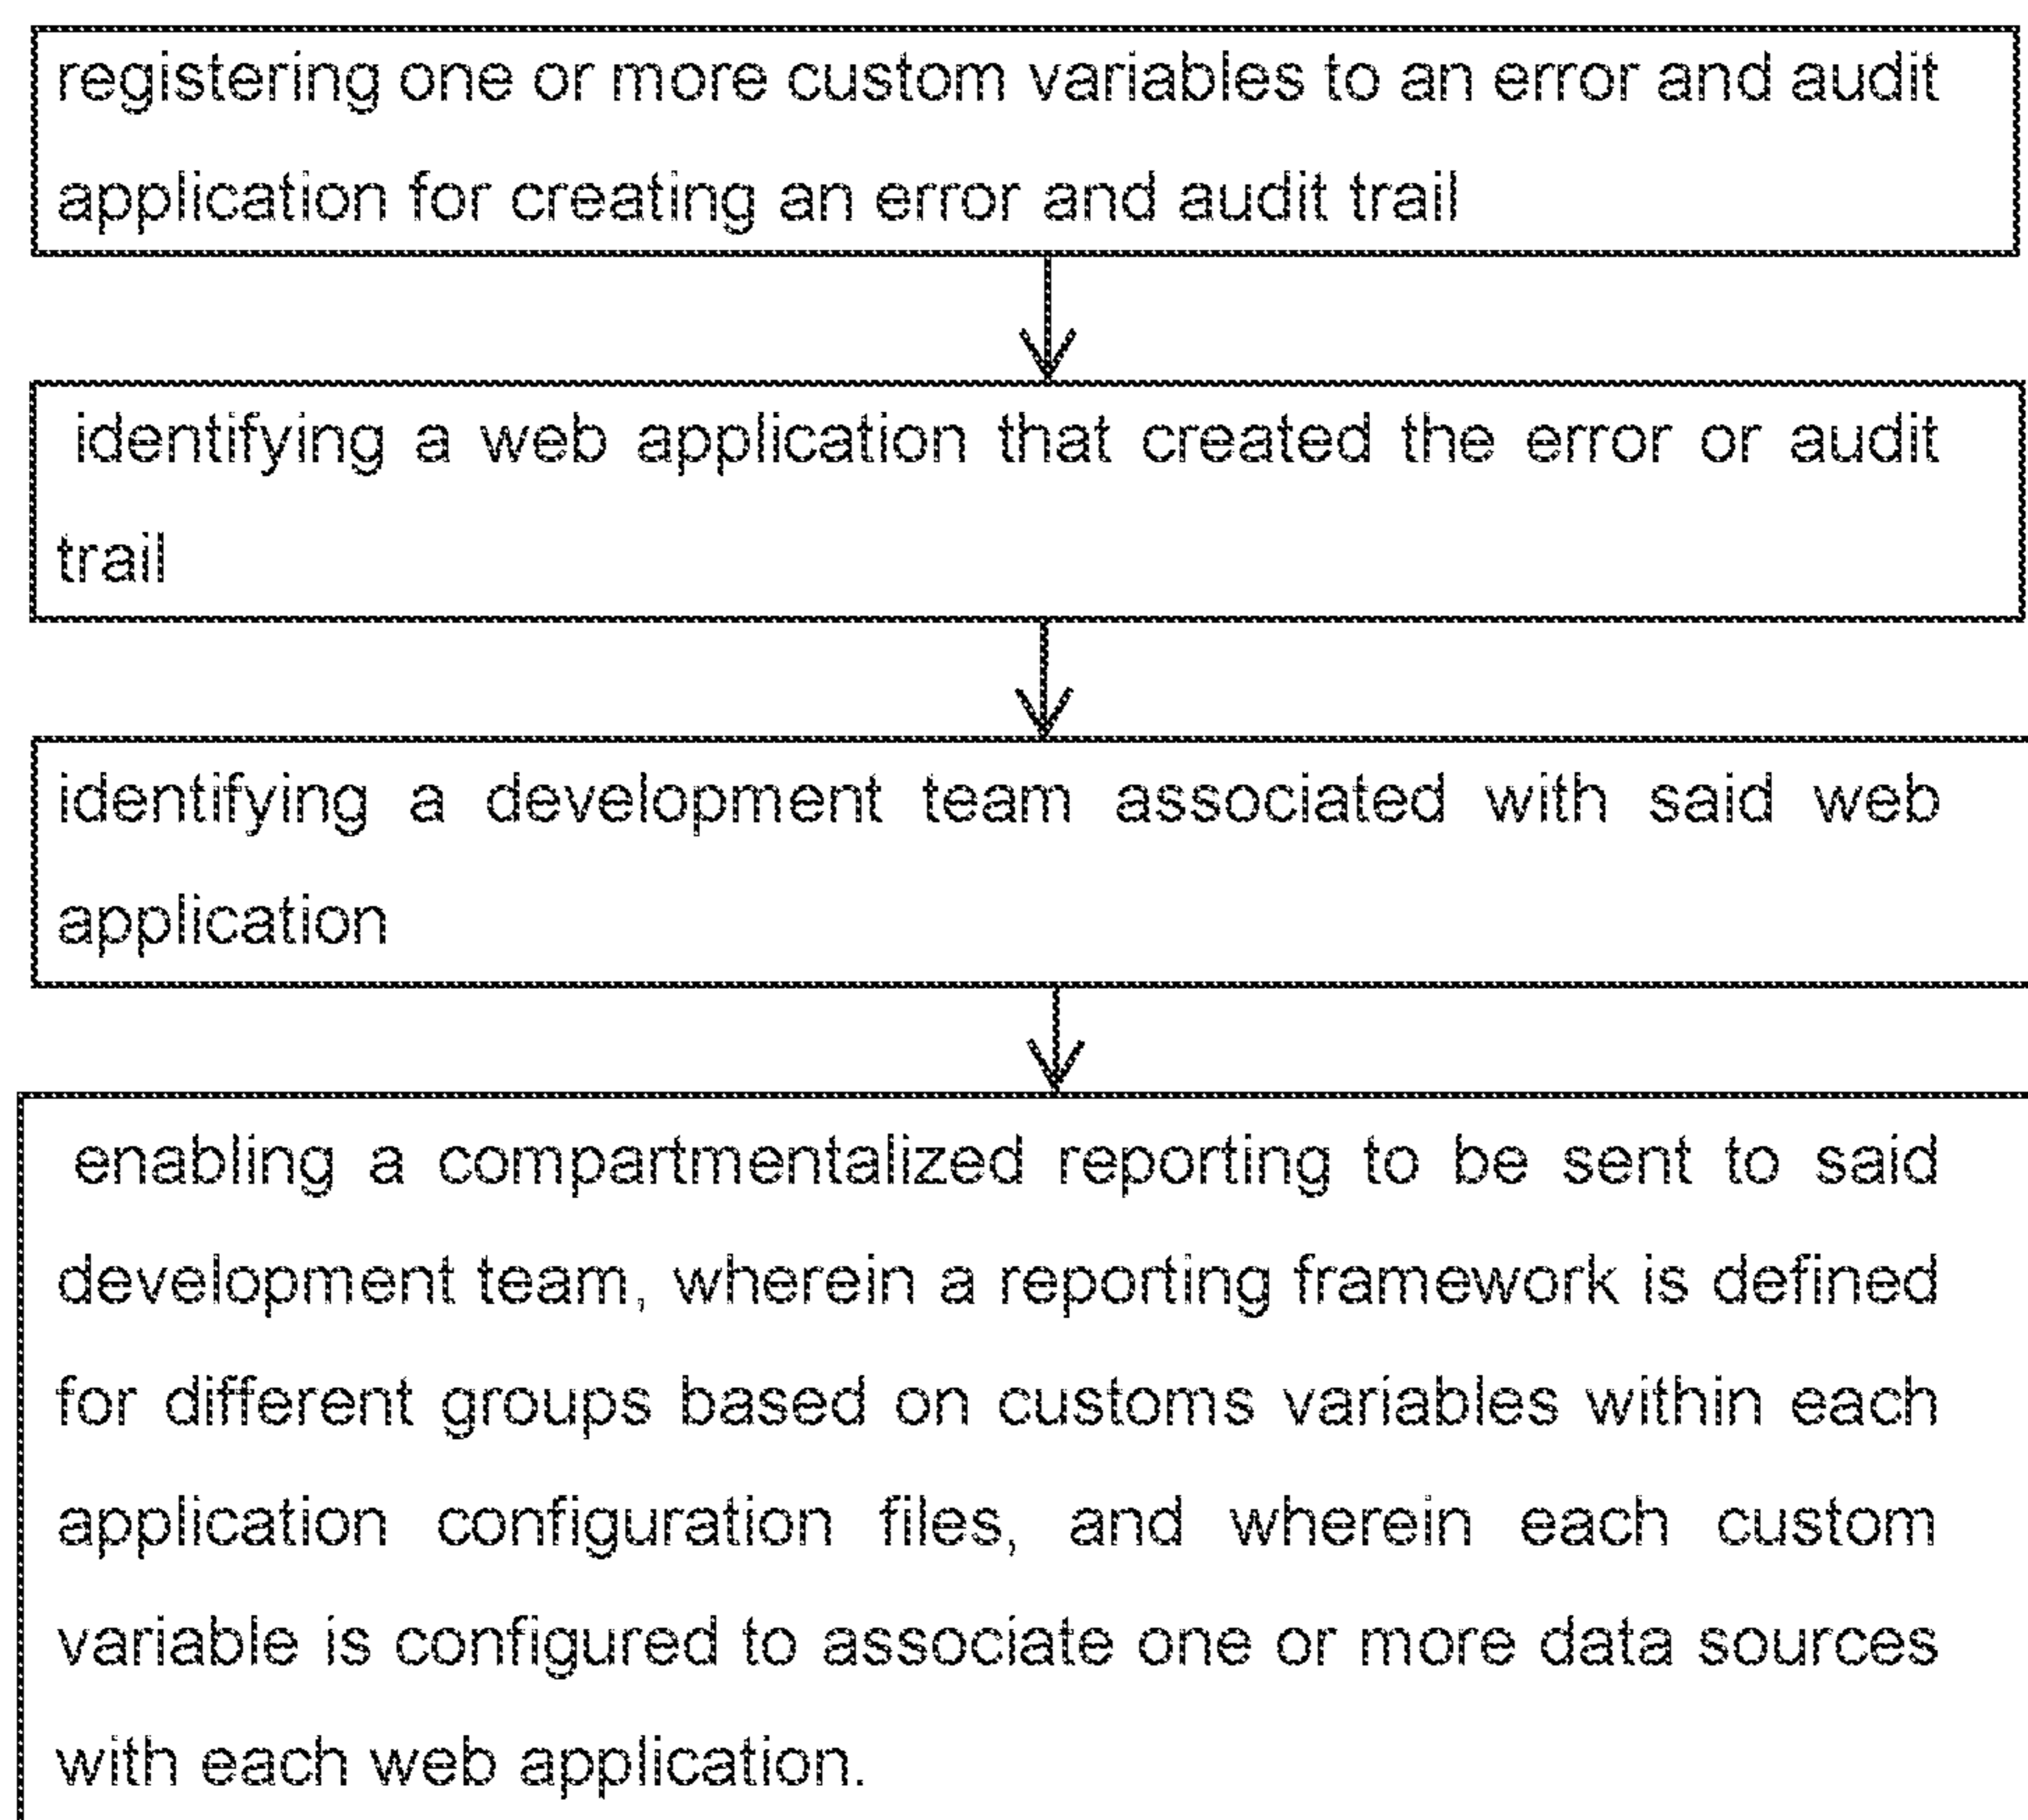 registering one or more custom variables to an error and audit
application for creating an error and audit trail
identifying a web application that created the error or audit
trail
identifying a development team associated with said web
application
enabling a compartmentalized reporting to be sent to said
development team, wherein a reporting framework is defined
for different groups based on customs variables within each
application configuration files, and wherein each custom
variable is configured to associate one or more data sources
with each web application.